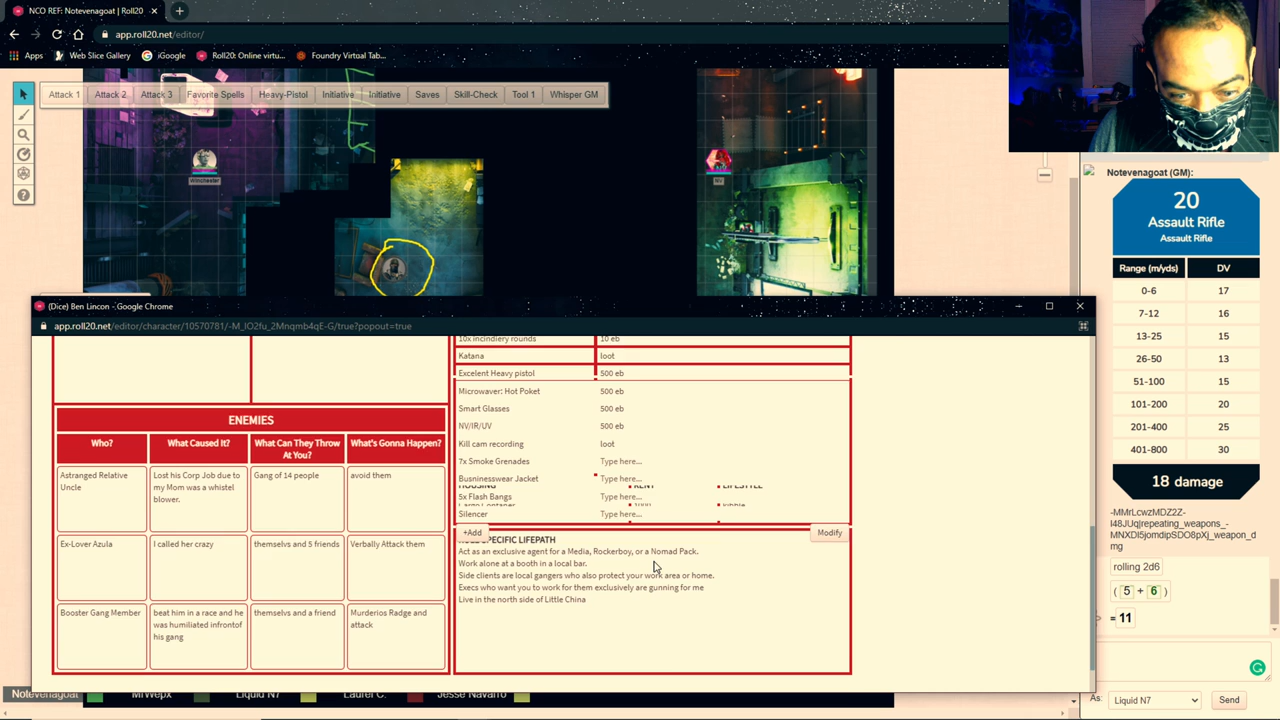 NCO REF: Notevenagoat | Roll20
app.roll20.net/editor/
Apps
Web Slice Gallery
iGoogle
Roll20: Online virtu...
Foundry Virtual Tab...
Attack 1
Attack 2
Attack 3
Favorite Spells
Heavy-Pistol
Initiative
Initiative
Saves
Skill-Check
Tool 1
Whisper GM
Winchester
(Dice) Ben Lincon - Google Chrome
app.roll20.net/editor/character/10570781/-M_IO2fu_2Mnqmb4qE-G/true?popout=true
ENEMIES
Who?
What Caused It?
What Can They Throw At You?
What's Gonna Happen?
Astranged Relative Uncle
Lost his Corp Job due to my Mom was a whistel blower.
Gang of 14 people
avoid them
Ex-Lover Azula
I called her crazy
themselvs and 5 friends
Verbally Attack them
Booster Gang Member
beat him in a race and he was humiliated infrontof his gang
themselvs and a friend
Murderios Radge and attack
10x incindiery rounds
10 eb
Katana
loot
Excelent Heavy pistol
500 eb
Microwaver: Hot Poket
500 eb
Smart Glasses
500 eb
NV/IR/UV
500 eb
Kill cam recording
loot
7x Smoke Grenades
Type here...
Busninesswear Jacket
Type here...
HOUSING
RENT
LIFESTYLE
5x Flash Bangs
Type here...
Silencer
Type here...
+Add
Modify
SPECIFIC LIFEPATH
Act as an exclusive agent for a Media, Rockerboy, or a Nomad Pack.
Work alone at a booth in a local bar.
Side clients are local gangers who also protect your work area or home.
Execs who want you to work for them exclusively are gunning for me
Live in the north side of Little China
Notevenagoat
MrWepx
Liquid N7
Laurel C.
Jesse Navarro
Notevenagoat (GM):
20
Assault Rifle
Assault Rifle
Range (m/yds)
DV
0-6
17
7-12
16
13-25
15
26-50
13
51-100
15
101-200
20
201-400
25
401-800
30
18 damage
-MMrLcwzMDZ2Z-
l48JUq|repeating_weapons_-
MNXDI5jomdipSDO8pXj_weapon_d
mg
rolling 2d6
( 5 + 6 )
= 11
As:
Liquid N7
Send